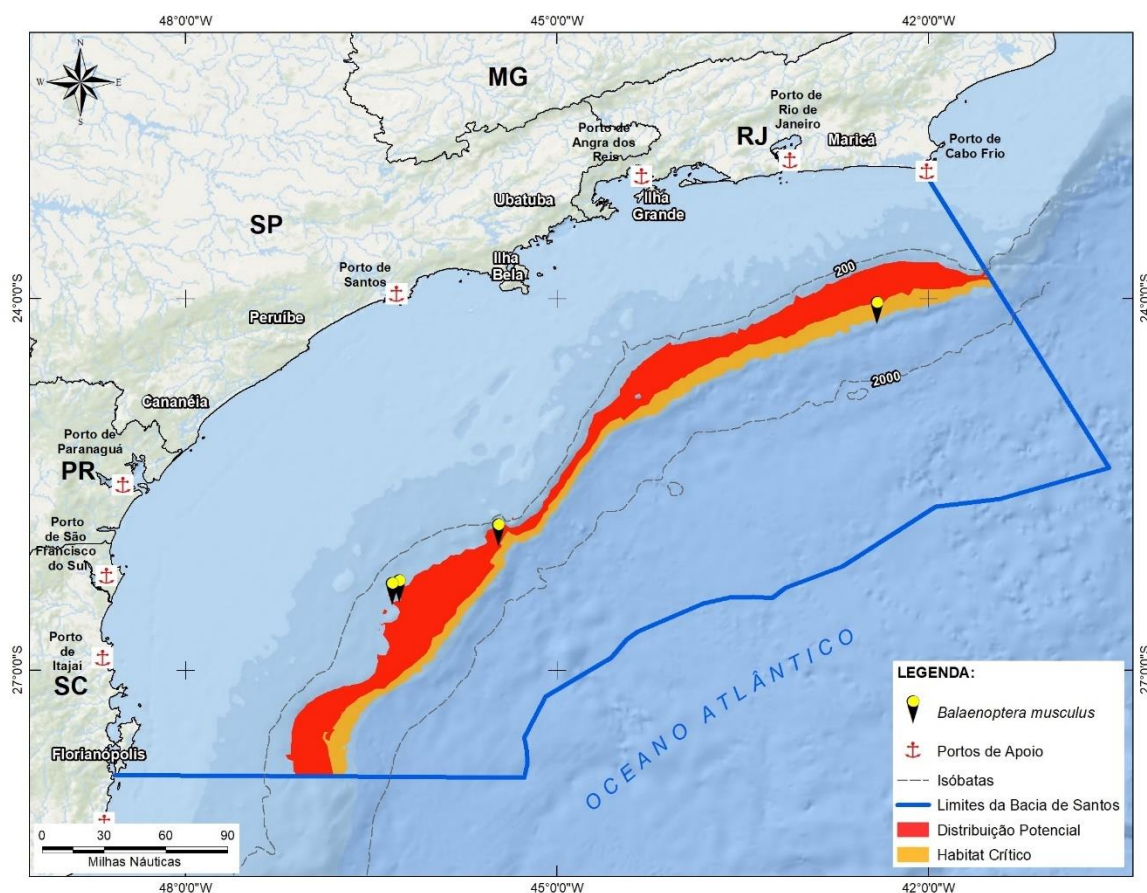 48°0'0"W
45°0'0"W
42°0'0"W
N
W
E
S
MG
Porto de
Rio de
Janeiro
Porto de
Angra dos
Reis
RJ
Maricá
Porto de
Cabo Frio
Ubatuba
Ilha
Grande
SP
Ilha
Bela
Porto de
Santos
200
24°0'0"S
24°0'0"S
Peruíbe
2000
Cananéia
Porto de
Paranaguá
PR
Porto
de São
Francisco
do Sul
Porto
de
Itajaí
SC
27°0'0"S
27°0'0"S
Florianópolis
OCEANO ATLÂNTICO
LEGENDA:
Balaenoptera musculus
Portos de Apoio
Isóbatas
Limites da Bacia de Santos
Distribuição Potencial
Habitat Crítico
0 30 60 90
Milhas Náuticas
48°0'0"W
45°0'0"W
42°0'0"W